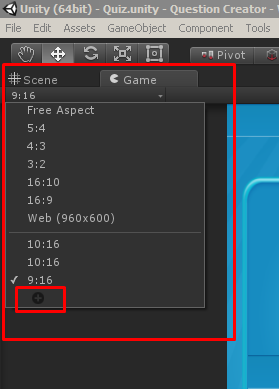 Unity (64bit) - Quiz.unity - Question Creator -
File Edit Assets GameObject Component Tools
Pivot
Scene Game
9:16
Free Aspect
5:4
4:3
3:2
16:10
16:9
Web (960x600)
10:16
10:16
9:16